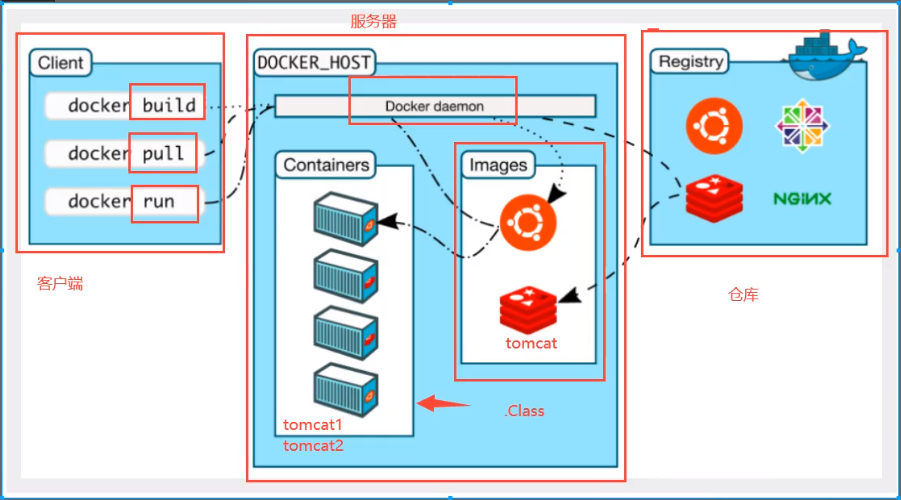 服务器
Client
docker build
docker pull
docker run
客户端
DOCKER_HOST
Docker daemon
Containers
tomcat1
tomcat2
Images
tomcat
.Class
Registry
NGINX
仓库